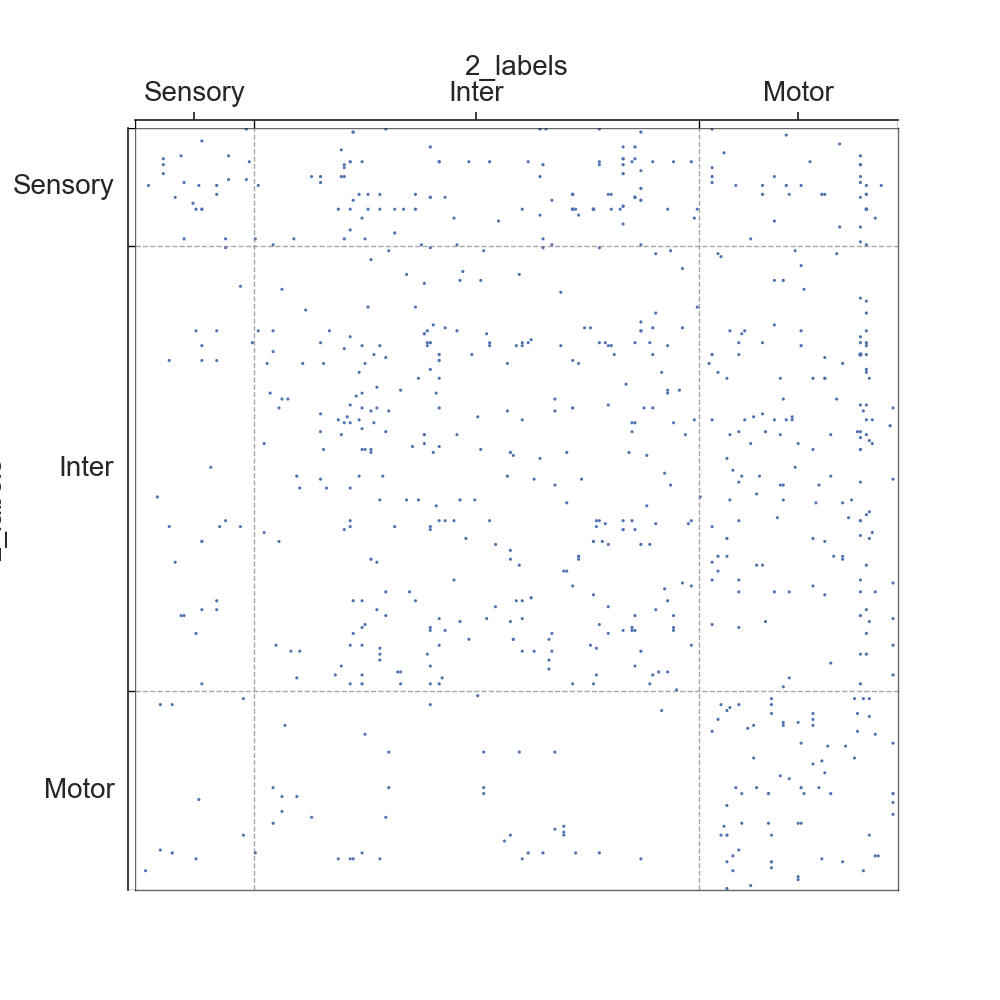 2_labels
Sensory Inter Motor
Sensory
Inter
Motor